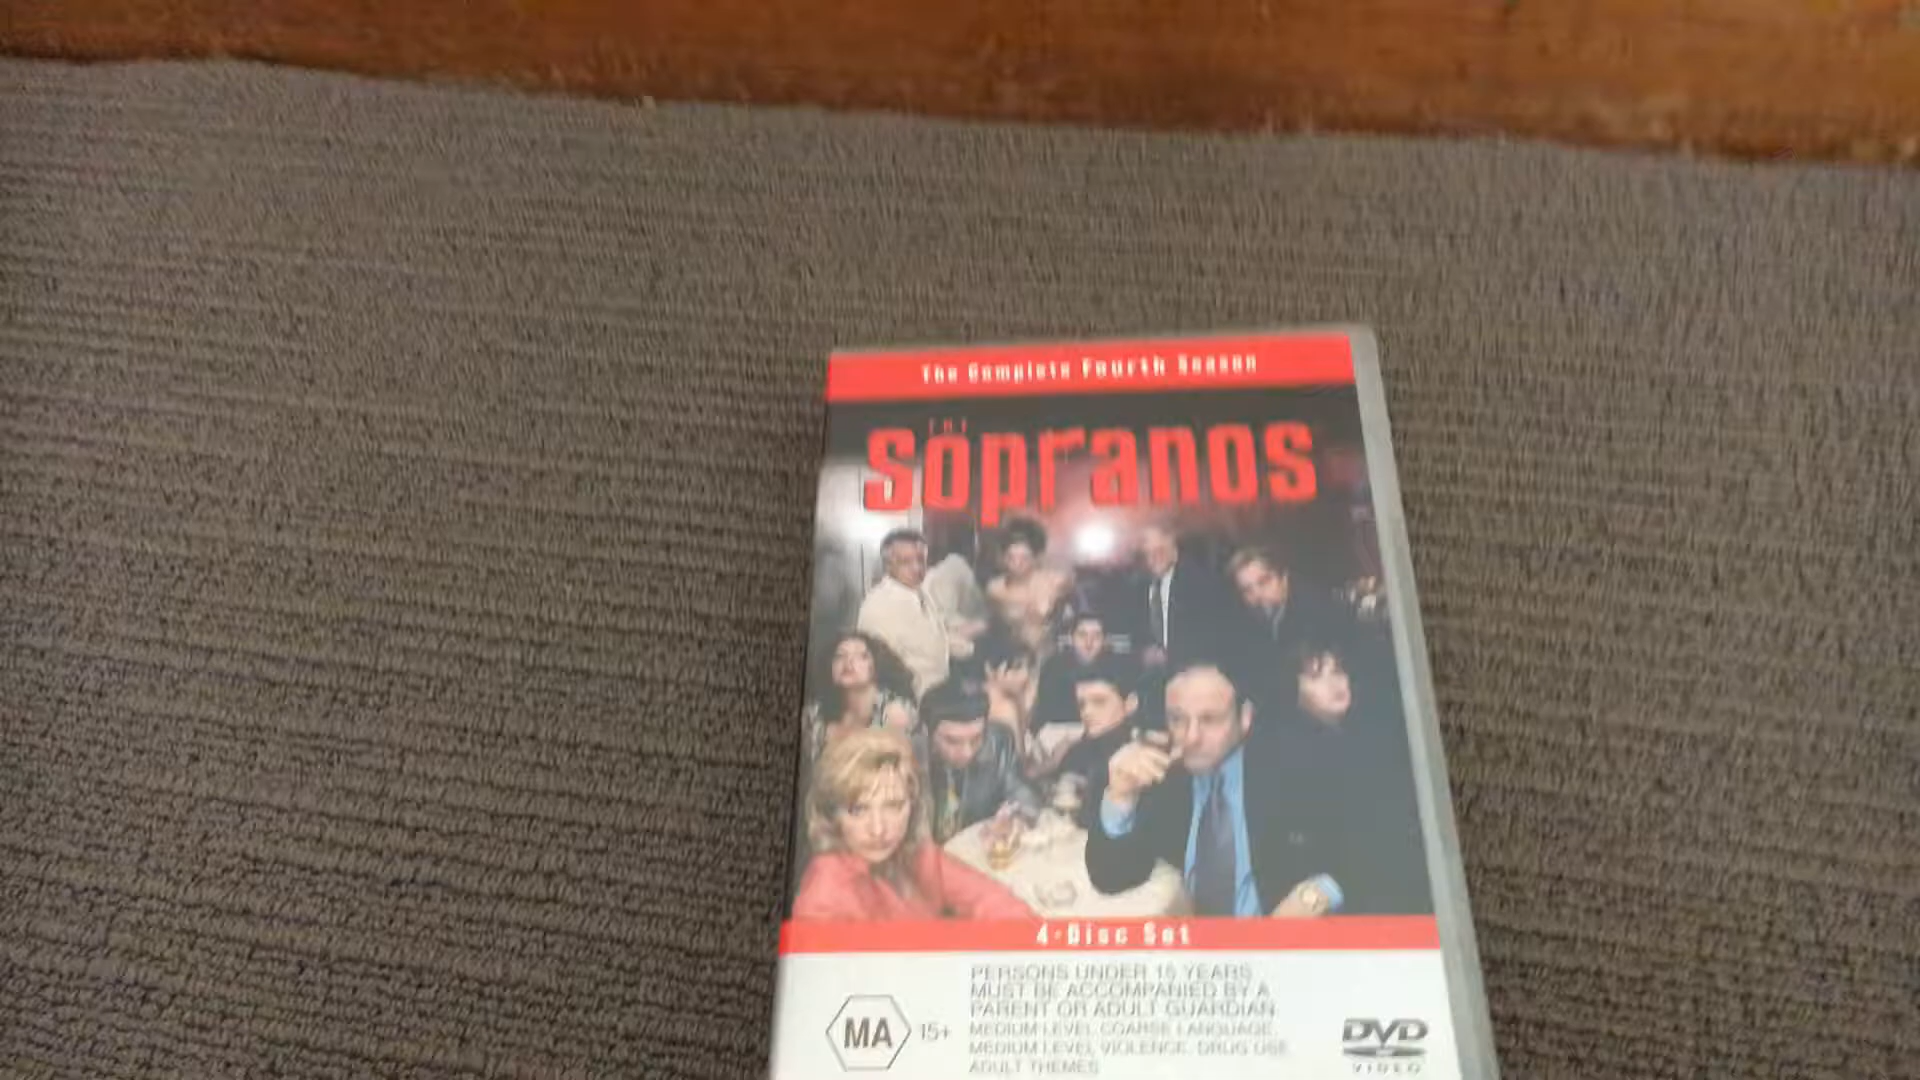 The Complete Fourth Season
THE
Sopranos
4-Disc Set
MA 15+
PERSONS UNDER 15 YEARS
MUST BE ACCOMPANIED BY A
PARENT OR ADULT GUARDIAN
MEDIUM LEVEL COARSE LANGUAGE,
MEDIUM LEVEL VIOLENCE, DRUG USE,
ADULT THEMES
DVD
VIDEO